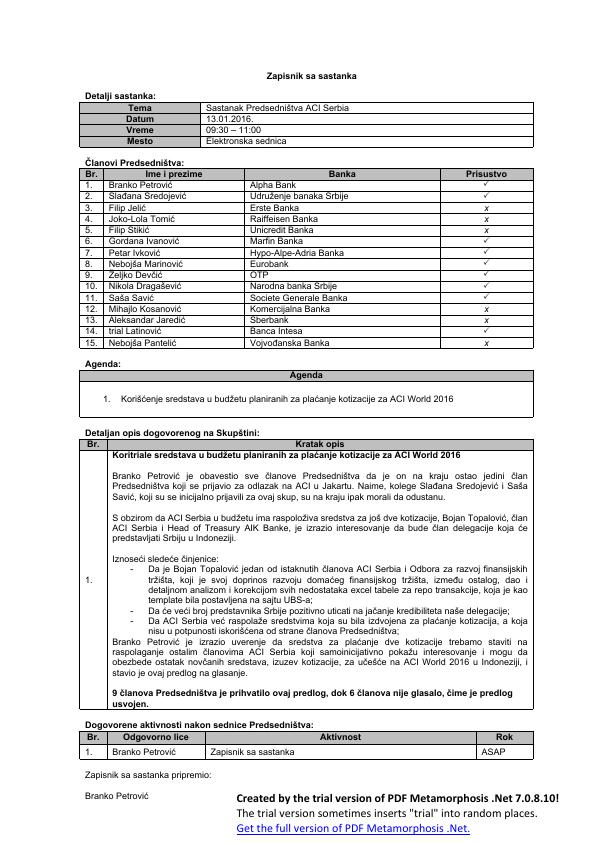 Zapisnik sa sastanka
Detalji sastanka:
Tema Sastanak Predsedništva ACI Serbia
Datum 13.01.2016.
Vreme 09:30 – 11:00
Mesto Elektronska sednica
Članovi Predsedništva:
Br. Ime i prezime Banka Prisustvo
1. Branko Petrović Alpha Bank ✓
2. Slađana Sredojević Udruženje banaka Srbije ✓
3. Filip Jelić Erste Banka x
4. Joko-Lola Tomić Raiffeisen Banka x
5. Filip Stikić Unicredit Banka x
6. Gordana Ivanović Marfin Banka ✓
7. Petar Ivković Hypo-Alpe-Adria Banka ✓
8. Nebojša Marinović Eurobank ✓
9. Željko Devčić OTP ✓
10. Nikola Dragašević Narodna banka Srbije ✓
11. Saša Savić Societe Generale Banka ✓
12. Mihajlo Kosanović Komercijalna Banka x
13. Aleksandar Jaredić Sberbank x
14. trial Latinović Banca Intesa ✓
15. Nebojša Pantelić Vojvođanska Banka x
Agenda:
Agenda
1. Korišćenje sredstava u budžetu planiranih za plaćanje kotizacije za ACI World 2016
Detaljan opis dogovorenog na Skupštini:
Br. Kratak opis
Koritriale sredstava u budžetu planiranih za plaćanje kotizacije za ACI World 2016
Branko Petrović je obavestio sve članove Predsedništva da je on na kraju ostao jedini član
Predsedništva koji se prijavio za odlazak na ACI u Jakartu. Naime, kolege Slađana Sredojević i Saša
Savić, koji su se inicijalno prijavili za ovaj skup, su na kraju ipak morali da odustanu.
S obzirom da ACI Serbia u budžetu ima raspoloživa sredstva za još dve kotizacije, Bojan Topalović, član
ACI Serbia i Head of Treasury AIK Banke, je izrazio interesovanje da bude član delegacije koja će
predstavljati Srbiju u Indoneziji.
Iznoseći sledeće činjenice:
- Da je Bojan Topalović jedan od istaknutih članova ACI Serbia i Odbora za razvoj finansijskih
tržišta, koji je svoj doprinos razvoju domaćeg finansijskog tržišta, između ostalog, dao i
detaljnom analizom i korekcijom svih nedostataka excel tabele za repo transakcije, koja je kao
template bila postavljena na sajtu UBS-a;
- Da će veći broj predstavnika Srbije pozitivno uticati na jačanje kredibiliteta naše delegacije;
- Da ACI Serbia već raspolaže sredstvima koja su bila izdvojena za plaćanje kotizacija, a koja
nisu u potpunosti iskorišćena od strane članova Predsedništva;
1.
Branko Petrović je izrazio uverenje da sredstva za plaćanje dve kotizacije trebamo staviti na
raspolaganje ostalim članovima ACI Serbia koji samoinicijativno pokažu interesovanje i mogu da
obezbede ostatak novčanih sredstava, izuzev kotizacije, za učešće na ACI World 2016 u Indoneziji, i
stavio je ovaj predlog na glasanje.
9 članova Predsedništva je prihvatilo ovaj predlog, dok 6 članova nije glasalo, čime je predlog
usvojen.
Dogovorene aktivnosti nakon sednice Predsedništva:
Br. Odgovorno lice Aktivnost Rok
1. Branko Petrović Zapisnik sa sastanka ASAP
Zapisnik sa sastanka pripremio:
Branko Petrović
Created by the trial version of PDF Metamorphosis .Net 7.0.8.10!
The trial version sometimes inserts "trial" into random places.
Get the full version of PDF Metamorphosis .Net.